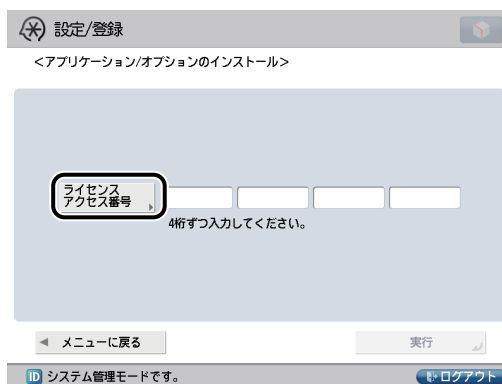 設定/登録
<アプリケーション/オプションのインストール>
ライセンス
アクセス番号
4桁ずつ入力してください。
メニューに戻る
実行
ID システム管理モードです。
ログアウト